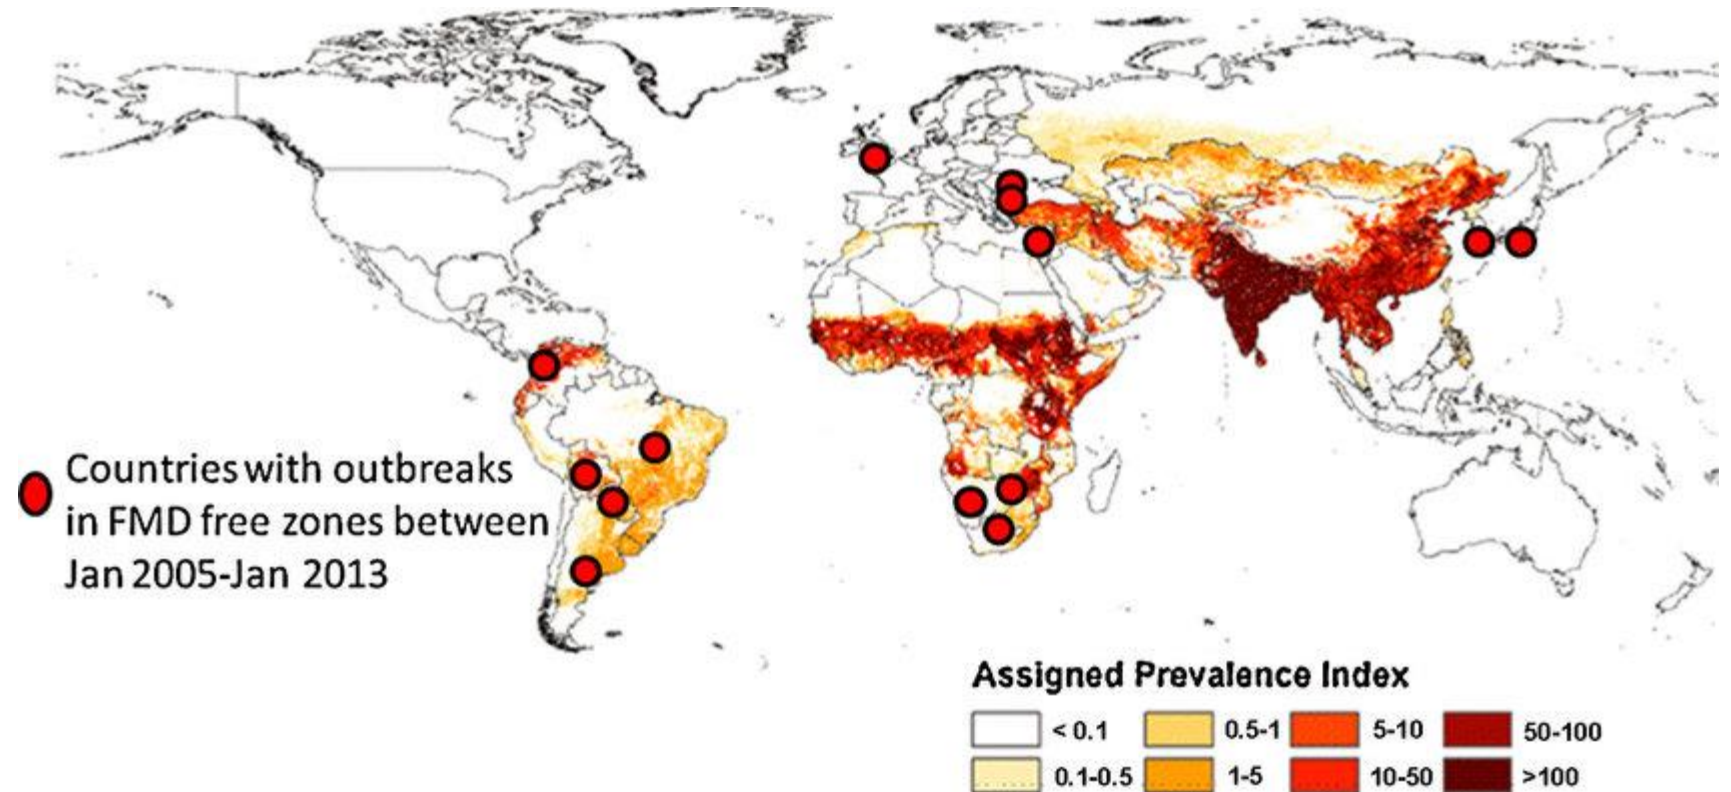 Countries with outbreaks
in FMD free zones between
Jan 2005-Jan 2013
Assigned Prevalence Index
< 0.1 0.5-1 5-10 50-100
0.1-0.5 1-5 10-50 >100